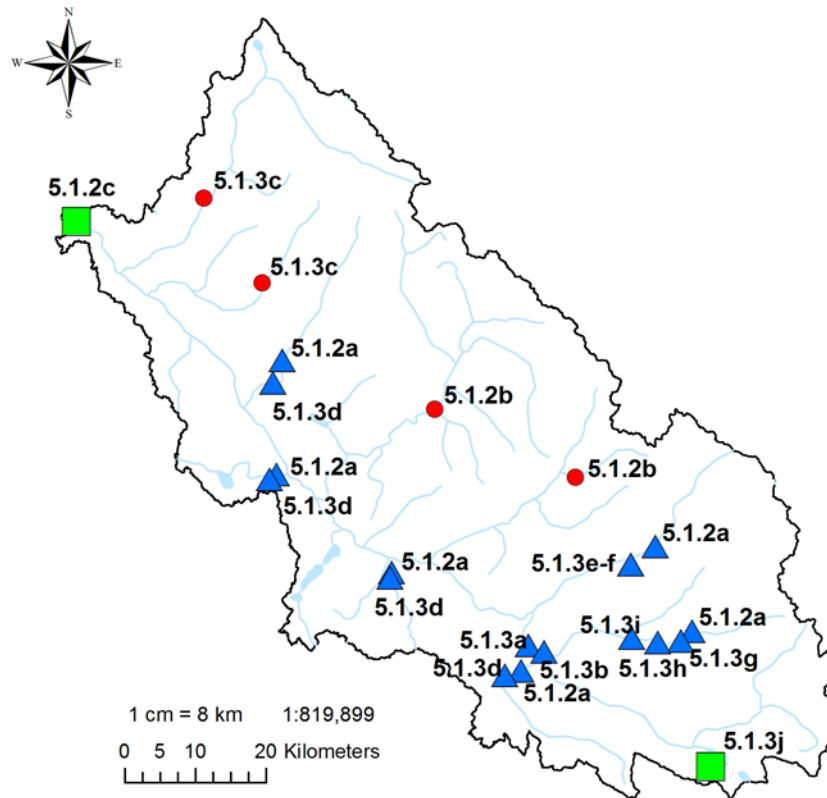 N
W E
S
5.1.2c
5.1.3c
5.1.3c
5.1.2a
5.1.3d
5.1.2b
5.1.2a
5.1.2b
5.1.3d
5.1.2a
5.1.2a
5.1.3e-f
5.1.3d
5.1.2a
5.1.3i
5.1.3a
5.1.3g
5.1.3h
5.1.3d
5.1.3b
5.1.2a
1 cm = 8 km 1:819,899
5.1.3j
0 5 10 20 Kilometers